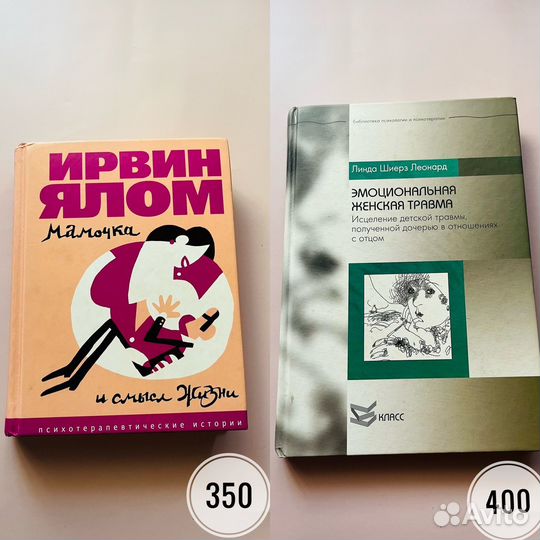 ИРВИН
ЯЛОМ
Мамочка
и смысл жизни
психотерапевтические истории
350
Библиотека психологии и психотерапии
Линда Шиерз Леонард
ЭМОЦИОНАЛЬНАЯ
ЖЕНСКАЯ ТРАВМА
Исцеление детской травмы,
полученной дочерью в отношениях
с отцом
КЛАСС
400
Avito